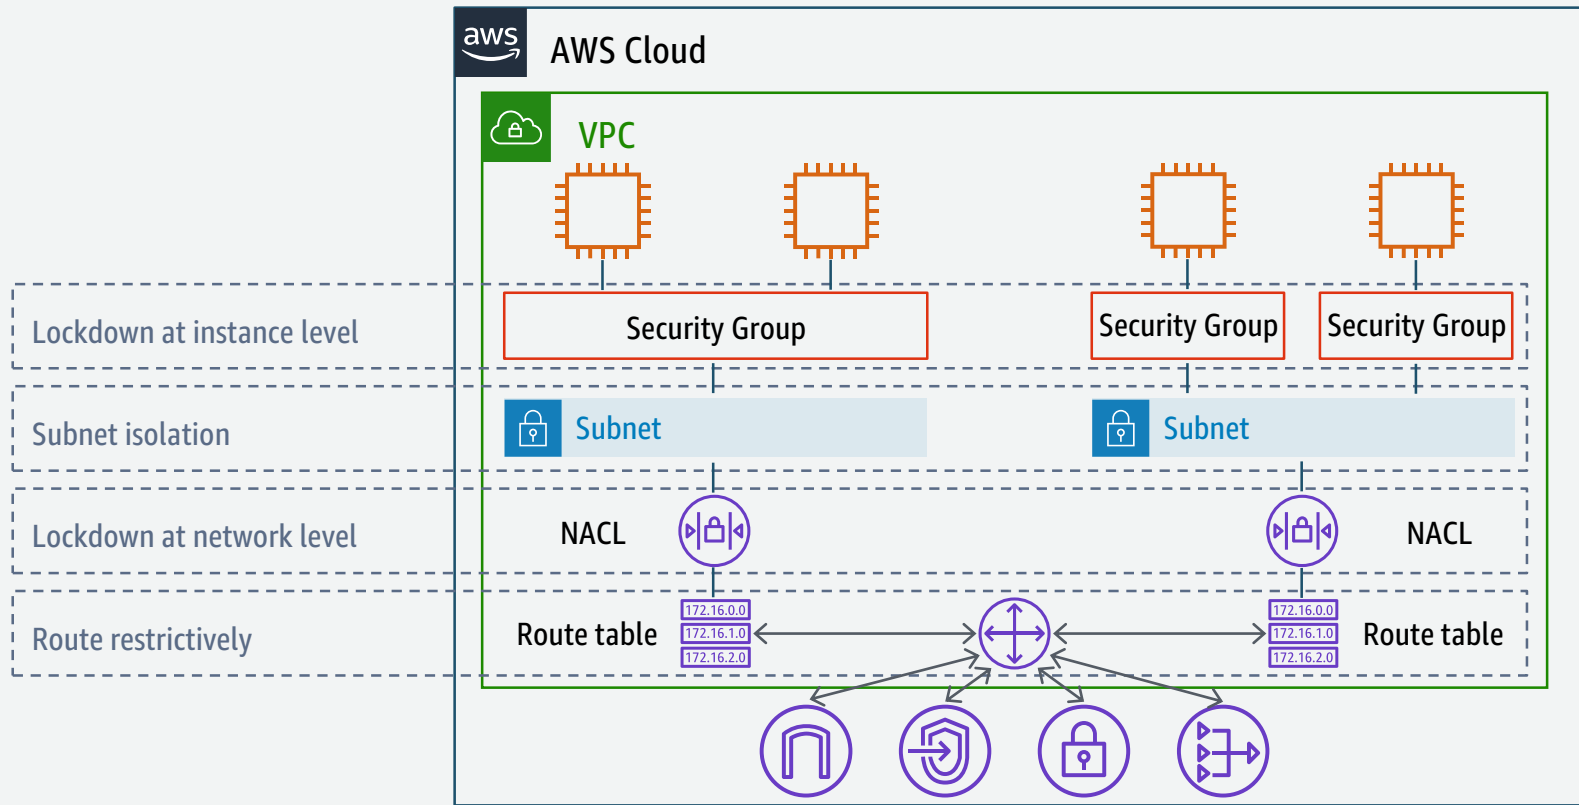 aws
AWS Cloud
VPC
Lockdown at instance level
Security Group
Security Group
Security Group
Subnet isolation
Subnet
Subnet
Lockdown at network level
NACL
NACL
Route restrictively
Route table
172.16.0.0
172.16.1.0
172.16.2.0
172.16.0.0
172.16.1.0
172.16.2.0
Route table